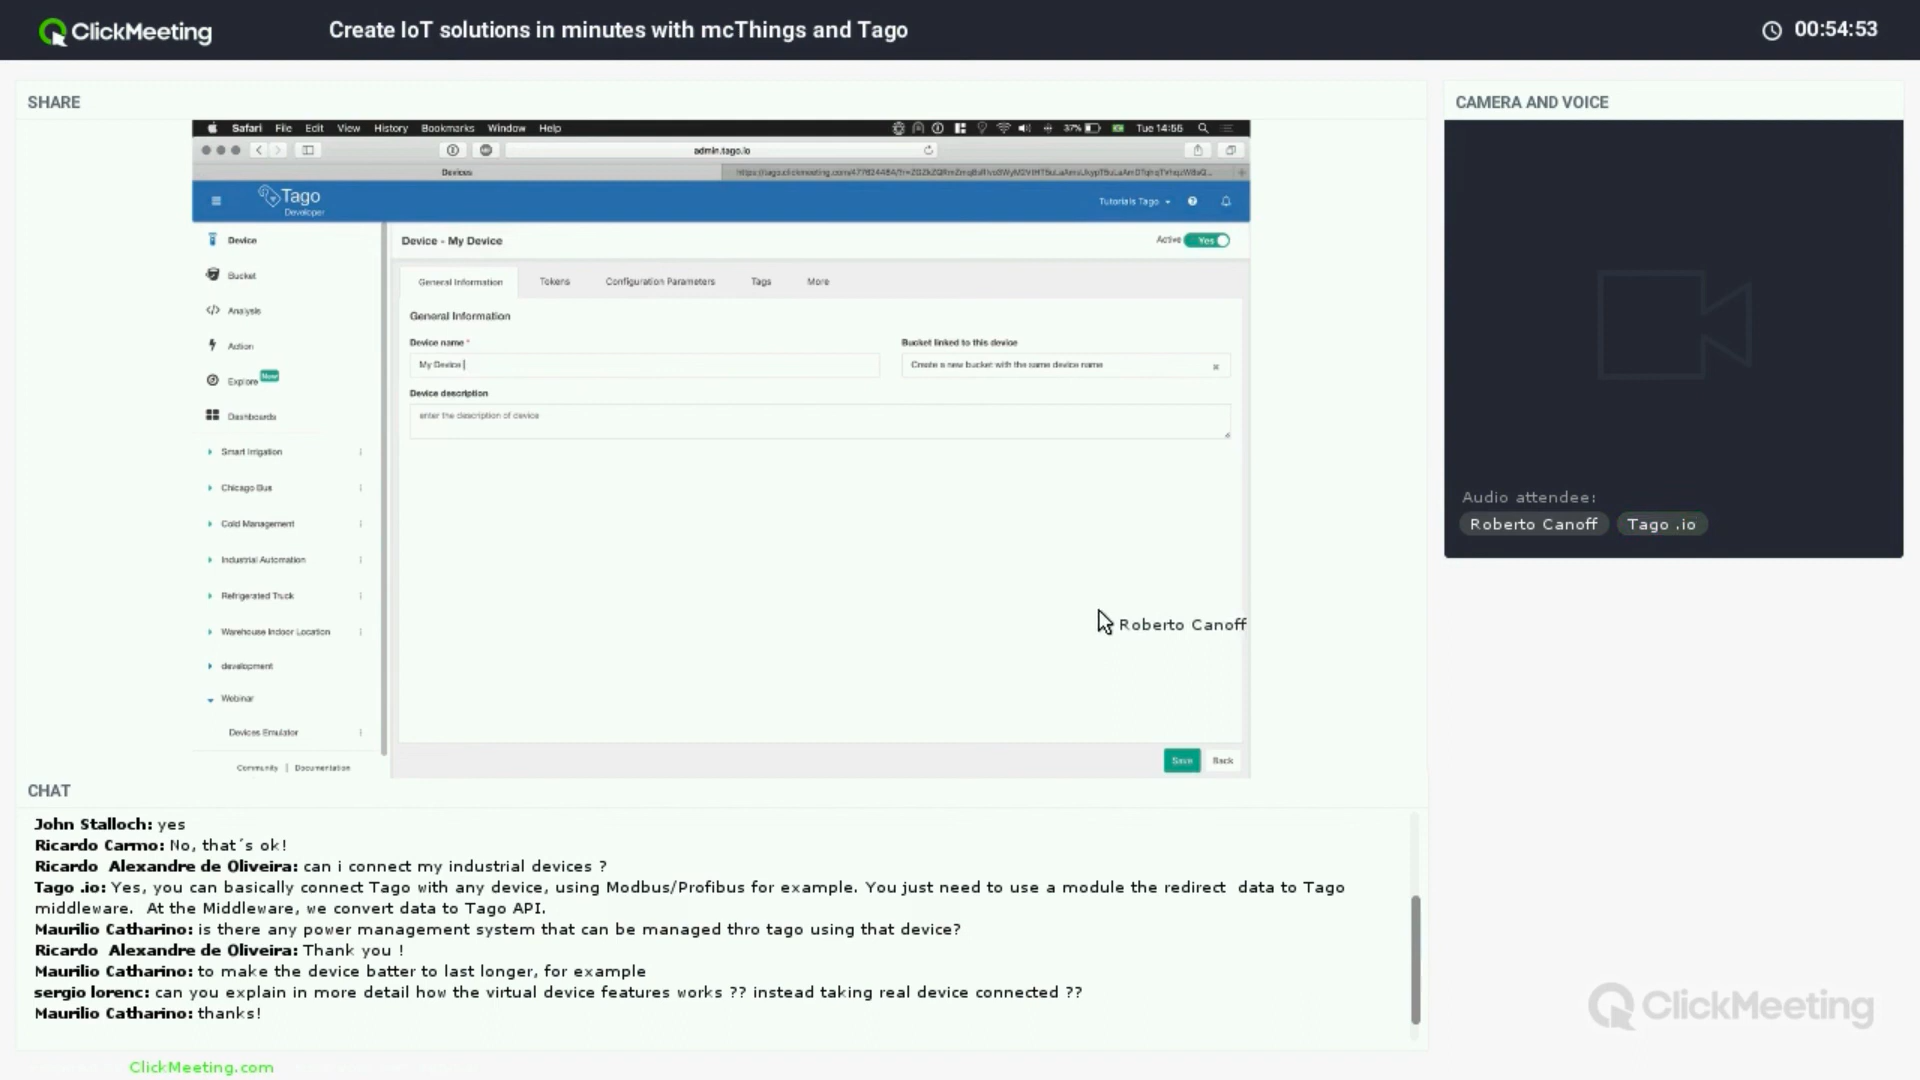 ClickMeeting
Create IoT solutions in minutes with mcThings and Tago
00:54:53
SHARE
Safari File Edit View History Bookmarks Window Help
37% Tue 14:55
admin.tago.io
Devices
Tago
Developer
Tutorials Tago
Device
Bucket
Analysis
Action
Explore New
Dashboards
Smart Irrigation
Chicago Bus
Cold Management
Industrial Automation
Refrigerated Truck
Warehouse Indoor Location
development
Webinar
Devices Emulator
Community | Documentation
Device - My Device
Active Yes
General Information Tokens Configuration Parameters Tags More
General Information
Device name * Bucket linked to this device
My Device Create a new bucket with the same device name
Device description
enter the description of device
Roberto Canoff
Save Back
CAMERA AND VOICE
Audio attendee:
Roberto Canoff Tago .io
CHAT
John Stalloch: yes
Ricardo Carmo: No, that´s ok!
Ricardo Alexandre de Oliveira: can i connect my industrial devices ?
Tago .io: Yes, you can basically connect Tago with any device, using Modbus/Profibus for example. You just need to use a module the redirect data to Tago
middleware. At the Middleware, we convert data to Tago API.
Maurilio Catharino: is there any power management system that can be managed thro tago using that device?
Ricardo Alexandre de Oliveira: Thank you !
Maurilio Catharino: to make the device batter to last longer, for example
sergio lorenc: can you explain in more detail how the virtual device features works ?? instead taking real device connected ??
Maurilio Catharino: thanks!
ClickMeeting
ClickMeeting.com